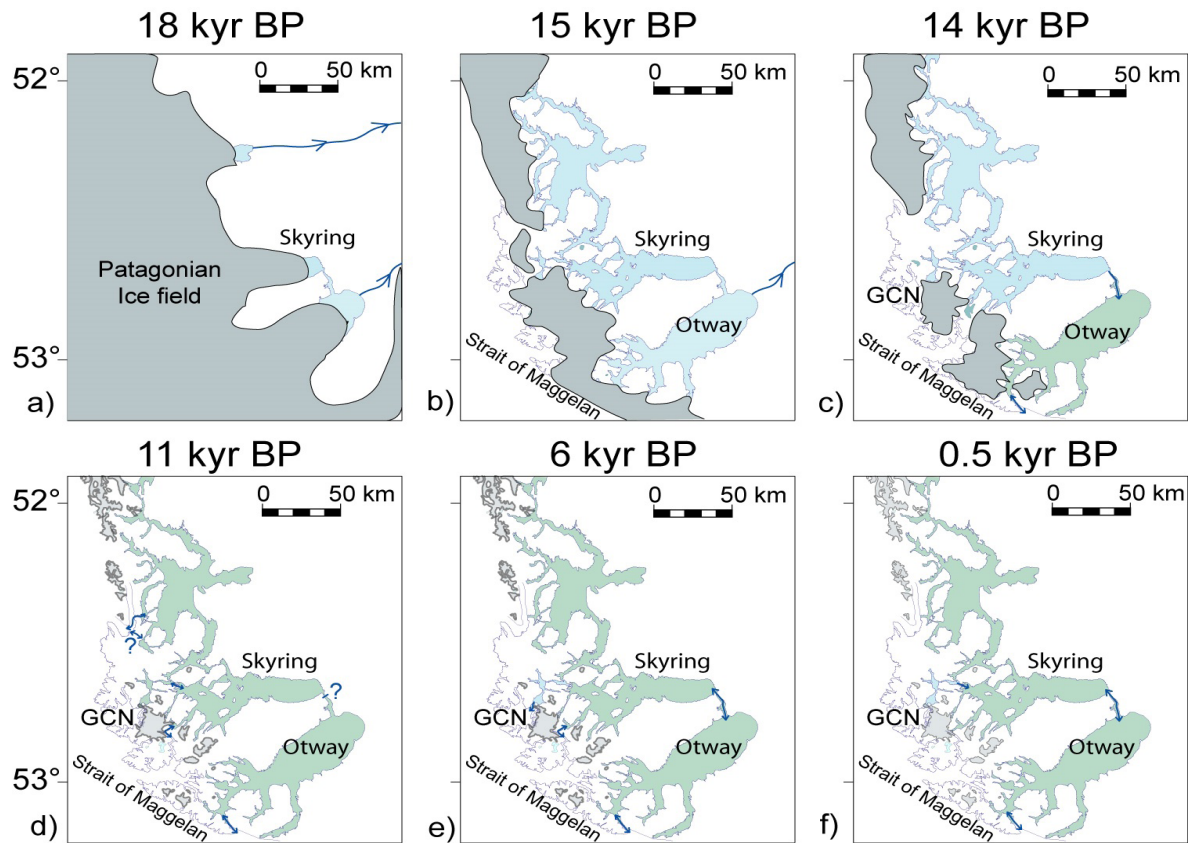 18 kyr BP
15 kyr BP
14 kyr BP
0 50 km
0 50 km
0 50 km
52°
Skyring
Skyring
Skyring
Patagonian
Ice field
GCN
Otway
Otway
53°
Strait of Maggelan
Strait of Maggelan
a)
b)
c)
11 kyr BP
6 kyr BP
0.5 kyr BP
0 50 km
0 50 km
0 50 km
52°
?
Skyring
Skyring
Skyring
?
GCN
GCN
GCN
Otway
Otway
Otway
53°
Strait of Maggelan
Strait of Maggelan
Strait of Maggelan
d)
e)
f)